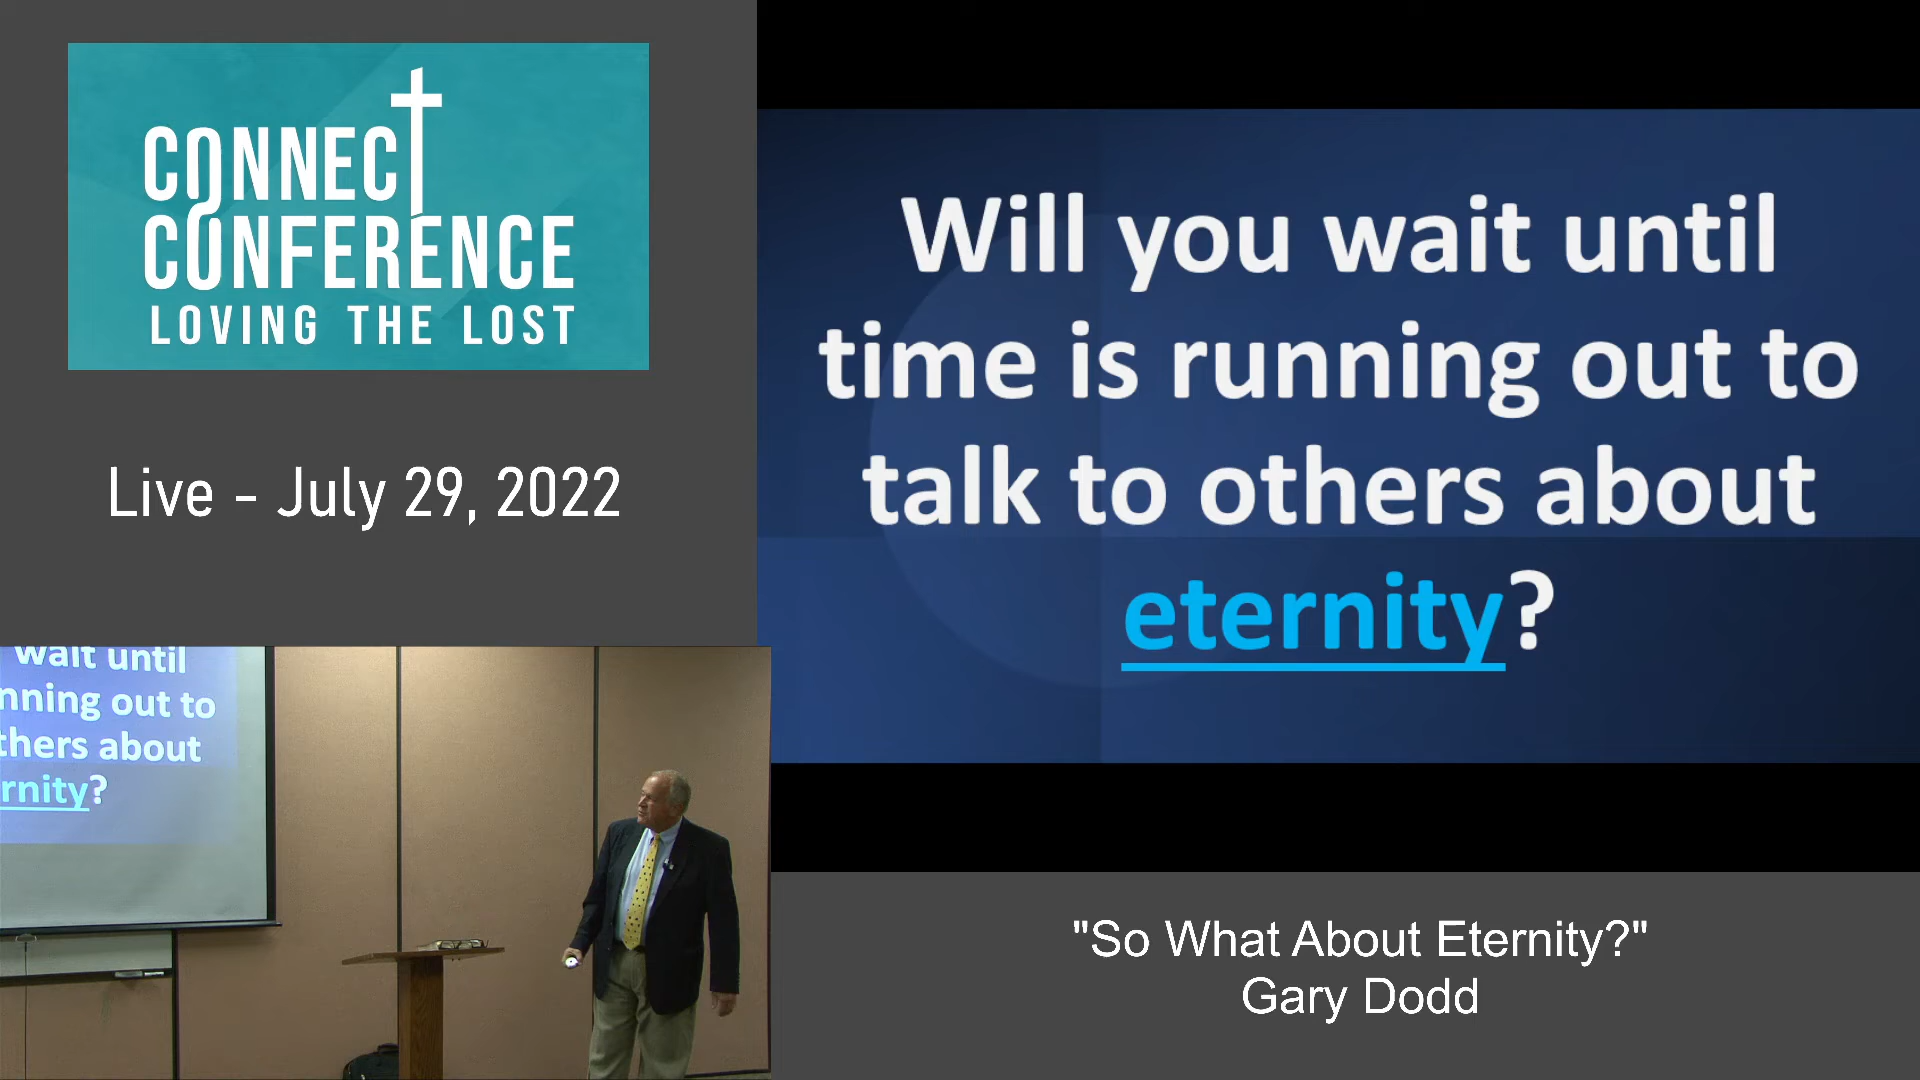 CONNECT
CONFERENCE
LOVING THE LOST
Live - July 29, 2022
Will you wait until
time is running out to
talk to others about
eternity?
wait until
nning out to
thers about
rnity?
"So What About Eternity?"
Gary Dodd